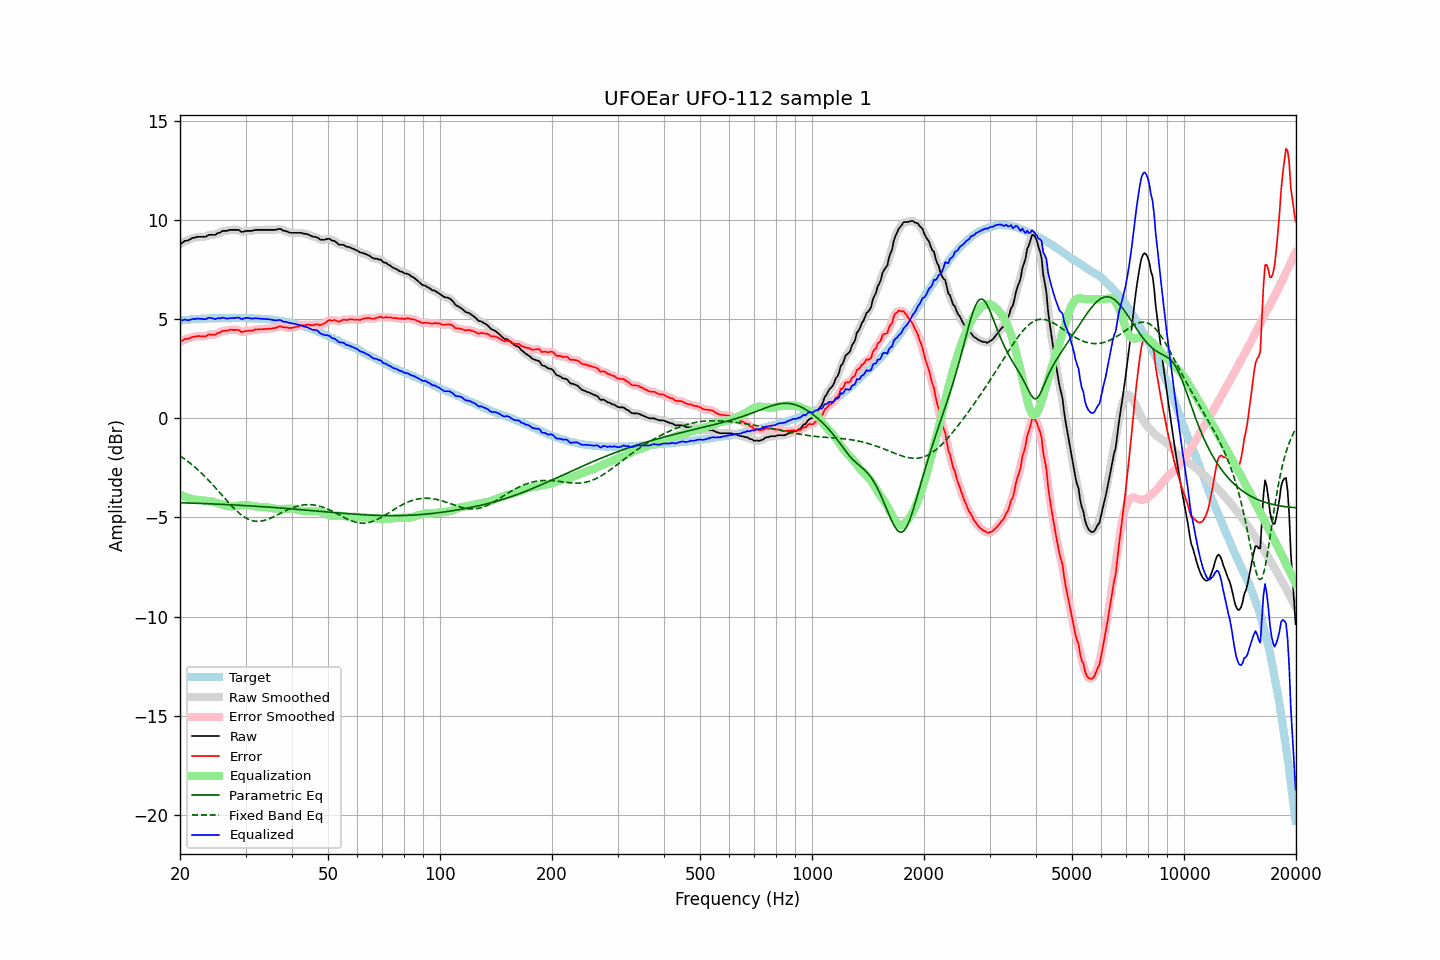 UFOEar UFO-112 sample 1
Amplitude (dBr)
15
10
5
0
−5
−10
−15
−20
Target
Raw Smoothed
Error Smoothed
Raw
Error
Equalization
Parametric Eq
Fixed Band Eq
Equalized
20 50 100 200 500 1000 2000 5000 10000 20000
Frequency (Hz)